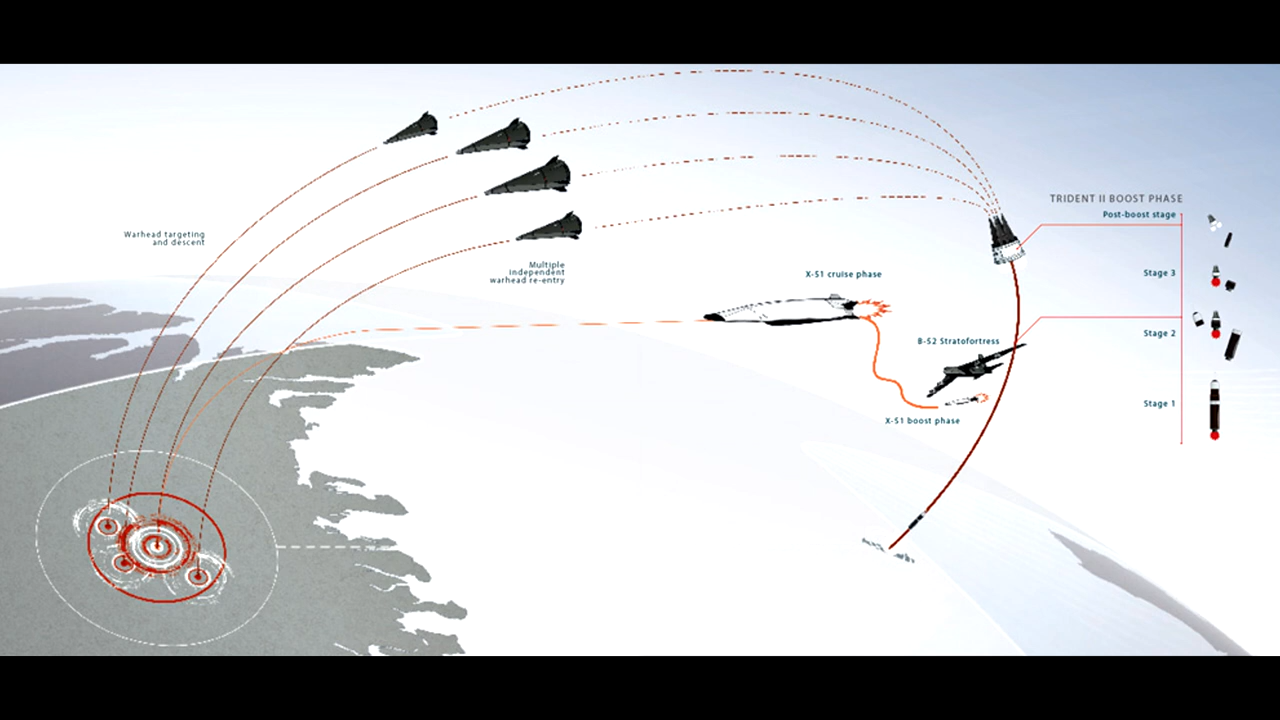 TRIDENT II BOOST PHASE
Post-boost stage
Stage 3
Stage 2
Stage 1
Warhead targeting
and descent
Multiple
independent
warhead re-entry
X-51 cruise phase
B-52 Stratofortress
X-51 boost phase